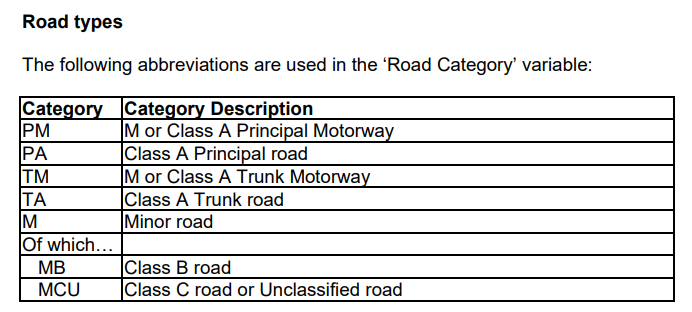 Road types
The following abbreviations are used in the ‘Road Category’ variable:
Category Category Description
PM M or Class A Principal Motorway
PA Class A Principal road
TM M or Class A Trunk Motorway
TA Class A Trunk road
M Minor road
Of which…
MB Class B road
MCU Class C road or Unclassified road